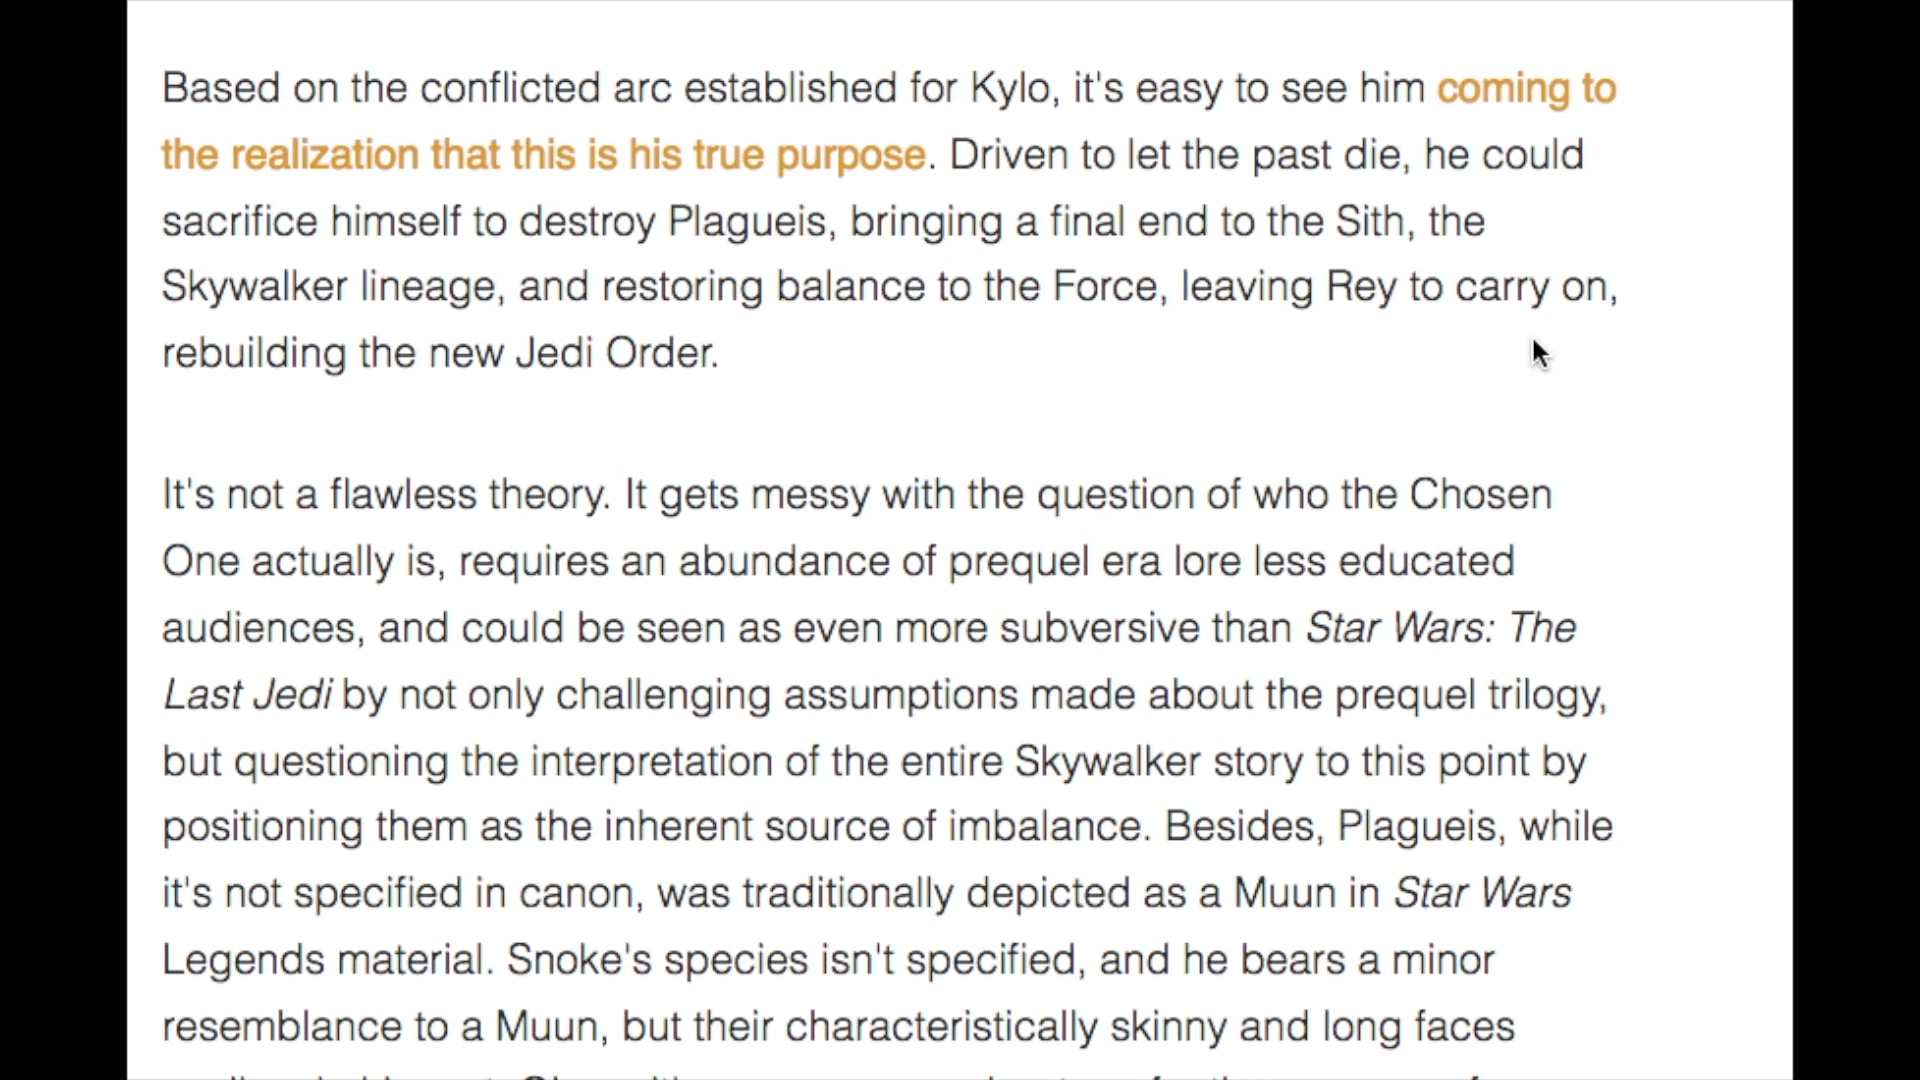 Based on the conflicted arc established for Kylo, it's easy to see him coming to
the realization that this is his true purpose. Driven to let the past die, he could
sacrifice himself to destroy Plagueis, bringing a final end to the Sith, the
Skywalker lineage, and restoring balance to the Force, leaving Rey to carry on,
rebuilding the new Jedi Order.
It's not a flawless theory. It gets messy with the question of who the Chosen
One actually is, requires an abundance of prequel era lore less educated
audiences, and could be seen as even more subversive than Star Wars: The
Last Jedi by not only challenging assumptions made about the prequel trilogy,
but questioning the interpretation of the entire Skywalker story to this point by
positioning them as the inherent source of imbalance. Besides, Plagueis, while
it's not specified in canon, was traditionally depicted as a Muun in Star Wars
Legends material. Snoke's species isn't specified, and he bears a minor
resemblance to a Muun, but their characteristically skinny and long faces